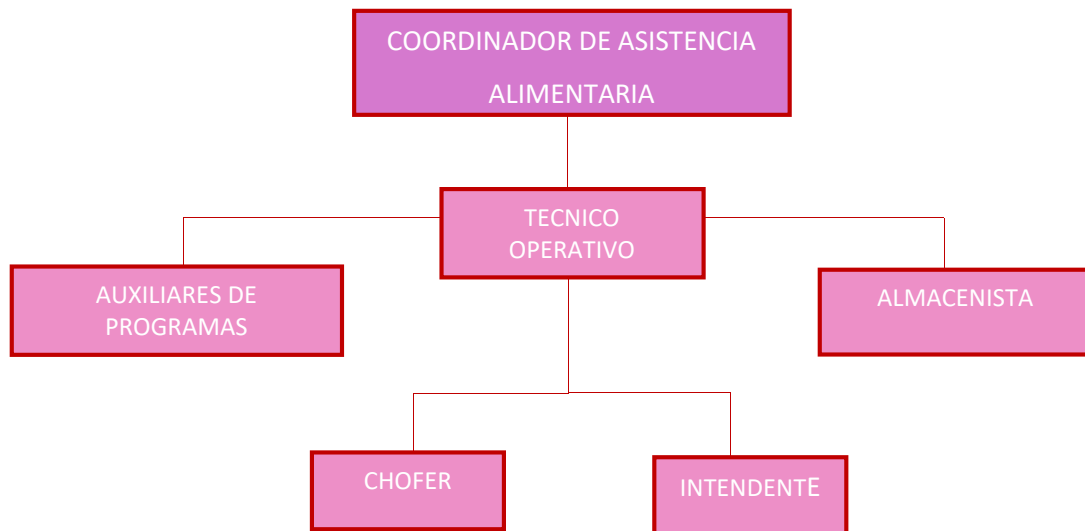 COORDINADOR DE ASISTENCIA
ALIMENTARIA
TECNICO
OPERATIVO
AUXILIARES DE
PROGRAMAS
ALMACENISTA
CHOFER
INTENDENTE